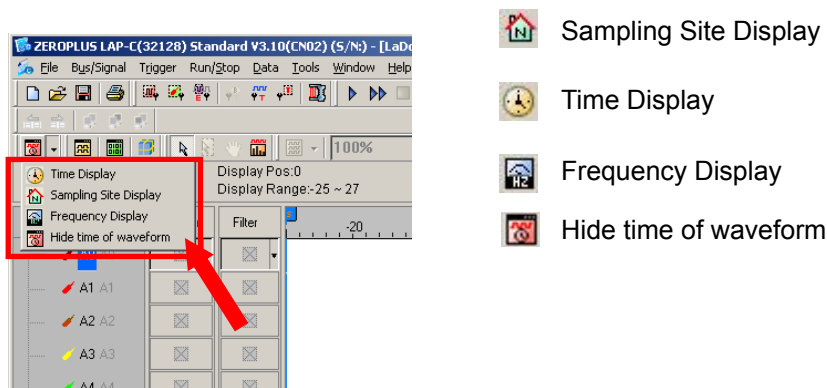 ZEROPLUS LAP-C(32128) Standard V3.10(CN02) (S/N:) - [LaDo
File Bus/Signal Trigger Run/Stop Data Tools Window Help
100%
Time Display
Sampling Site Display
Frequency Display
Hide time of waveform
Display Pos:0
Display Range:-25 ~ 27
Filter
-20
A1 A1
A2 A2
A3 A3
A4 A4
Sampling Site Display
Time Display
Frequency Display
Hide time of waveform